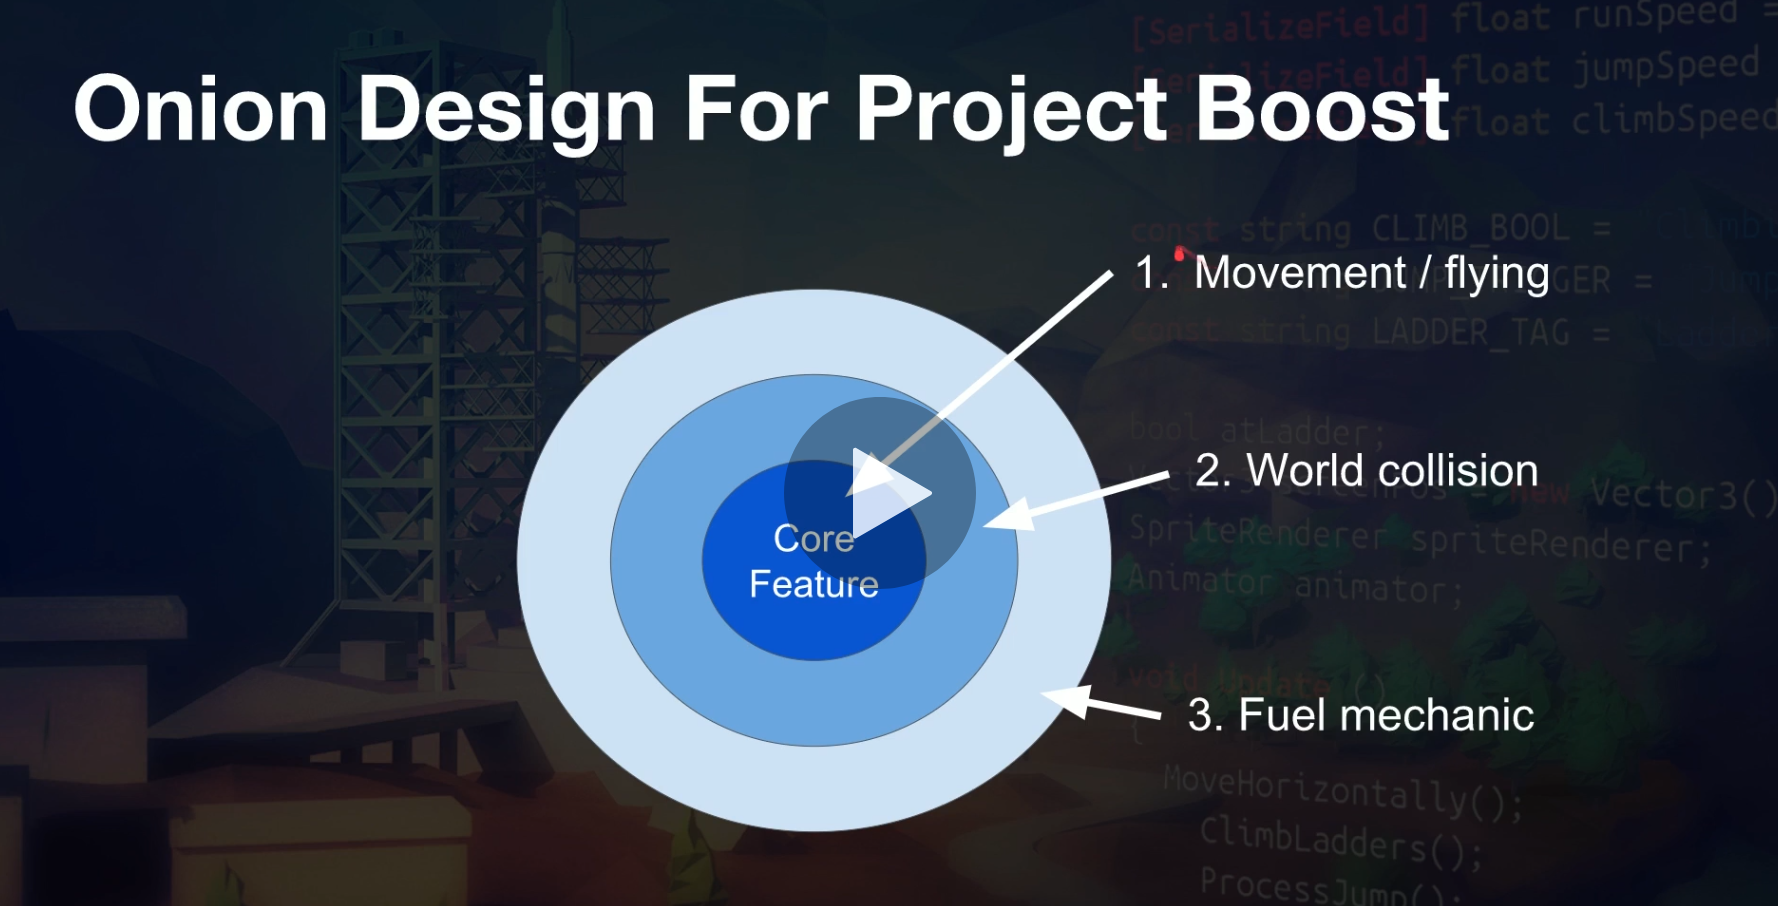 Onion Design For Project Boost
[SerializeField] float runSpeed =
[SerializeField] float jumpSpeed
float climbSpeed
const string CLIMB_BOOL =
1. Movement / flying
const string LADDER_TAG =
bool atLadder;
2. World collision
new Vector3()
SpriteRenderer spriteRenderer;
Core
Feature
Animator animator;
void Update ()
3. Fuel mechanic
{
MoveHorizontally();
ClimbLadders();
ProcessJump();